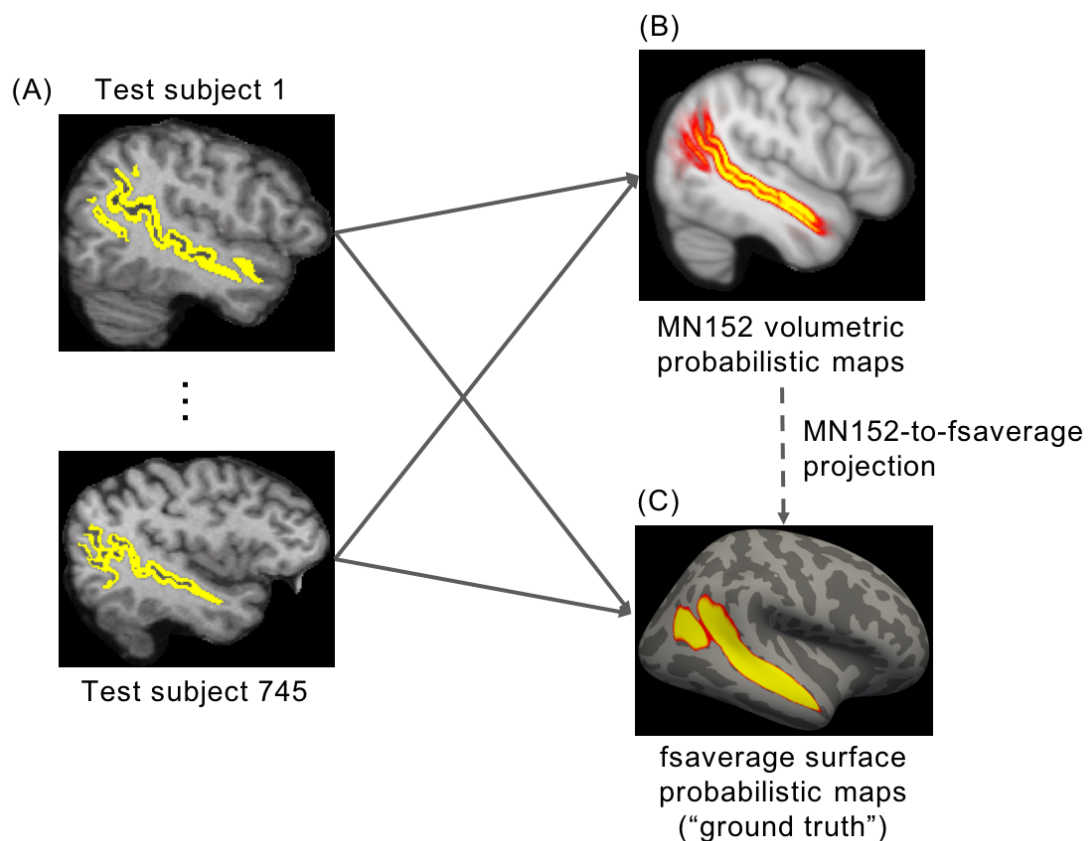 (A)
Test subject 1
⋮
Test subject 745
(B)
MN152 volumetric
probabilistic maps
MN152-to-fsaverage
projection
(C)
fsaverage surface
probabilistic maps
(“ground truth”)